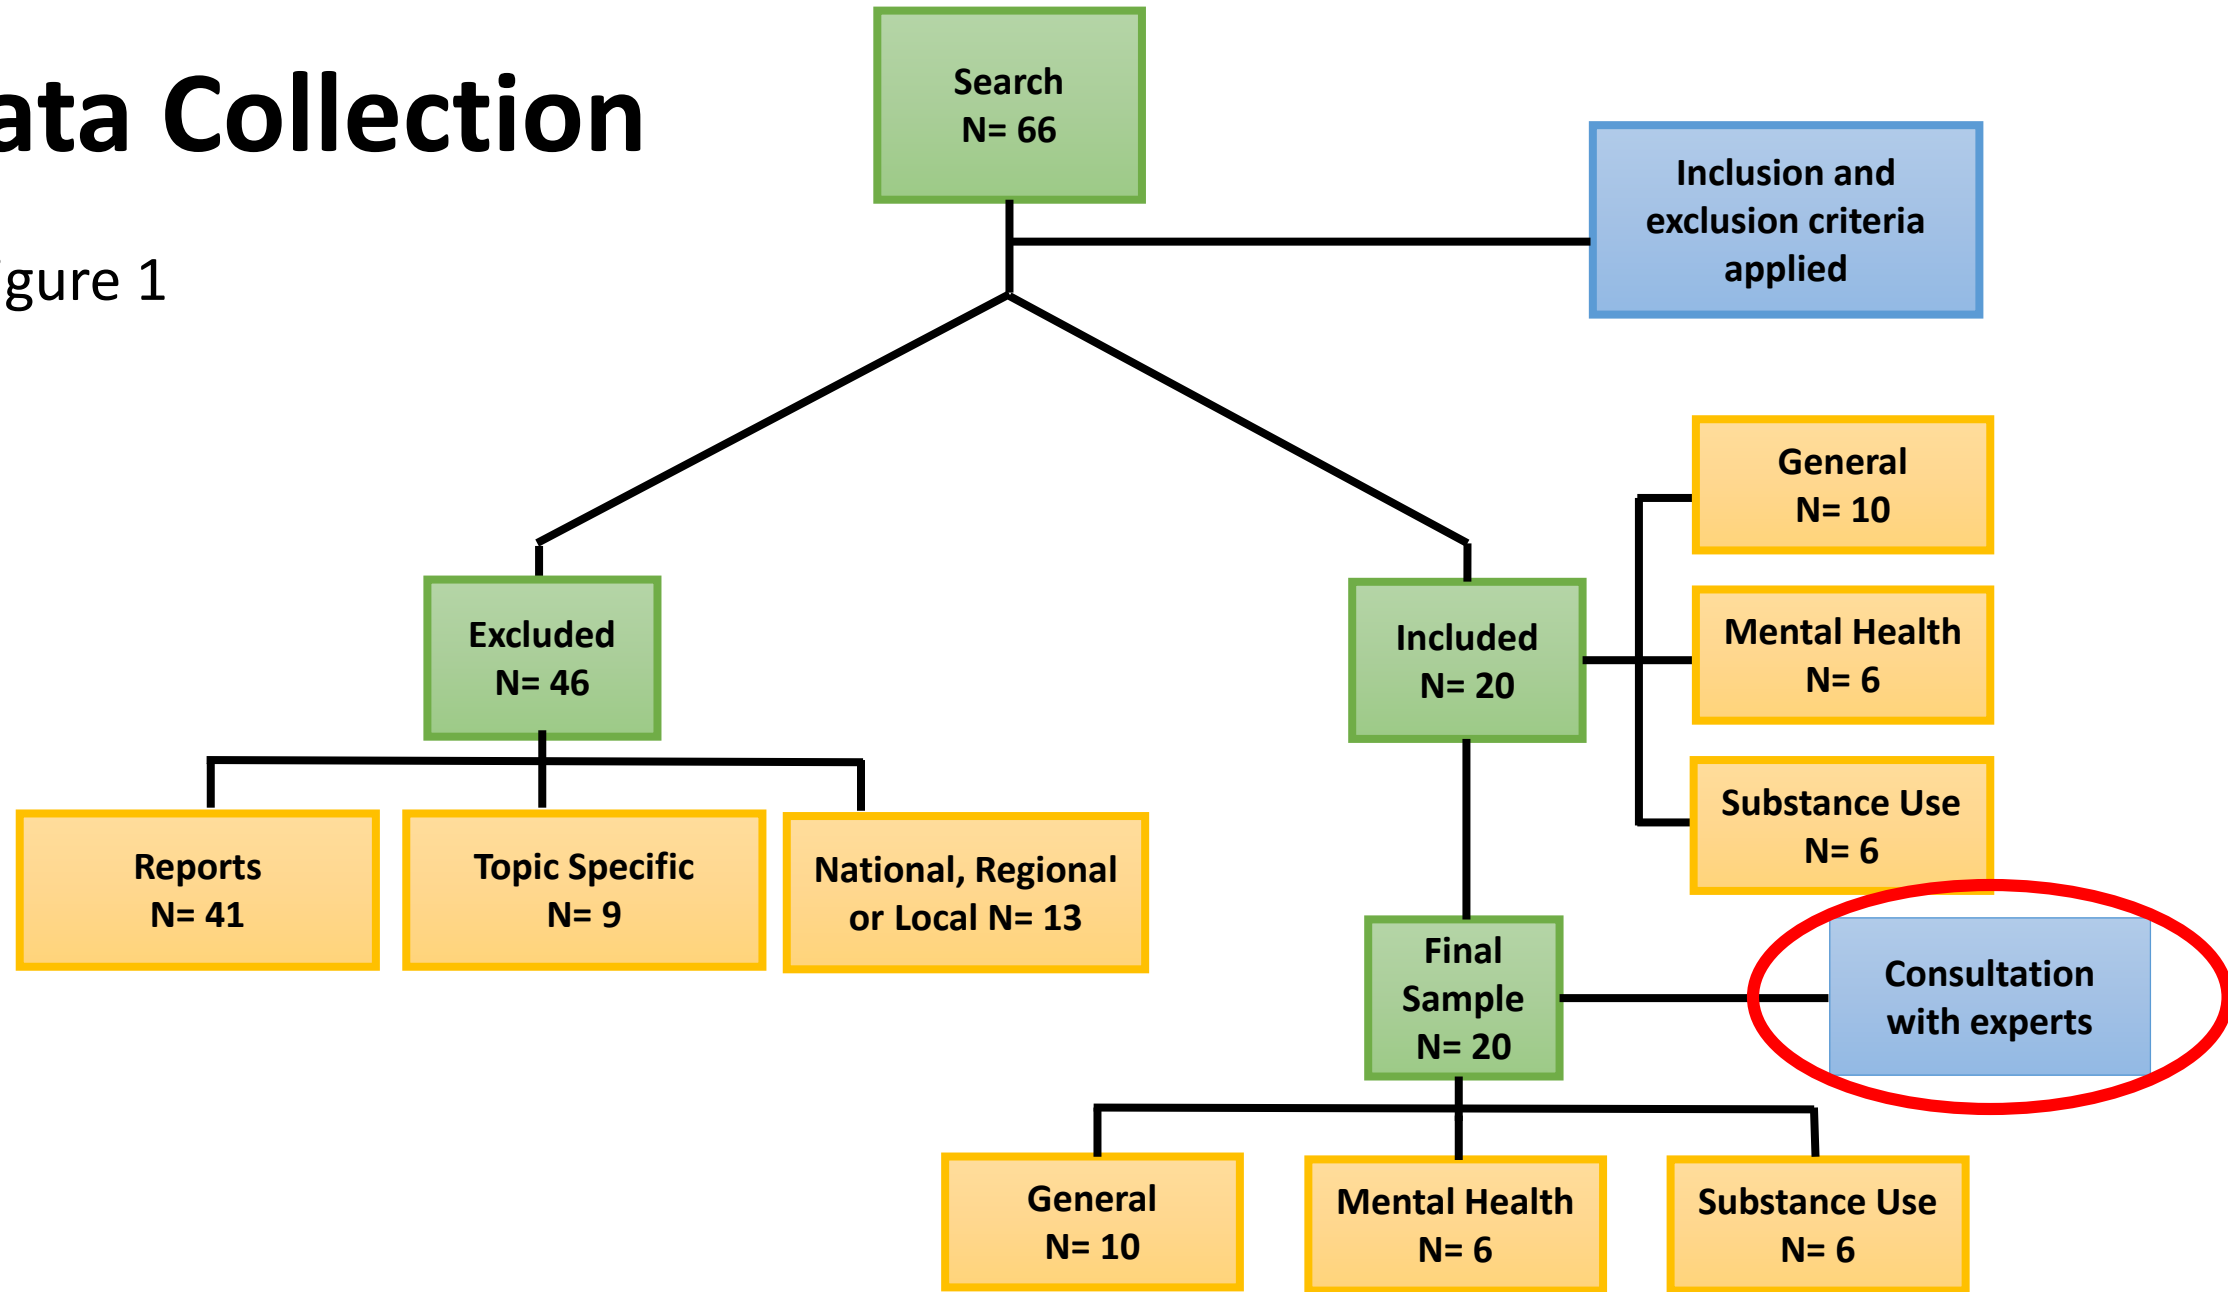 ata Collection
igure 1
Search
N= 66
Inclusion and
exclusion criteria
applied
General
N= 10
Mental Health
N= 6
Substance Use
N= 6
Excluded
N= 46
Included
N= 20
Reports
N= 41
Topic Specific
N= 9
National, Regional
or Local N= 13
Final
Sample
N= 20
Consultation
with experts
General
N= 10
Mental Health
N= 6
Substance Use
N= 6